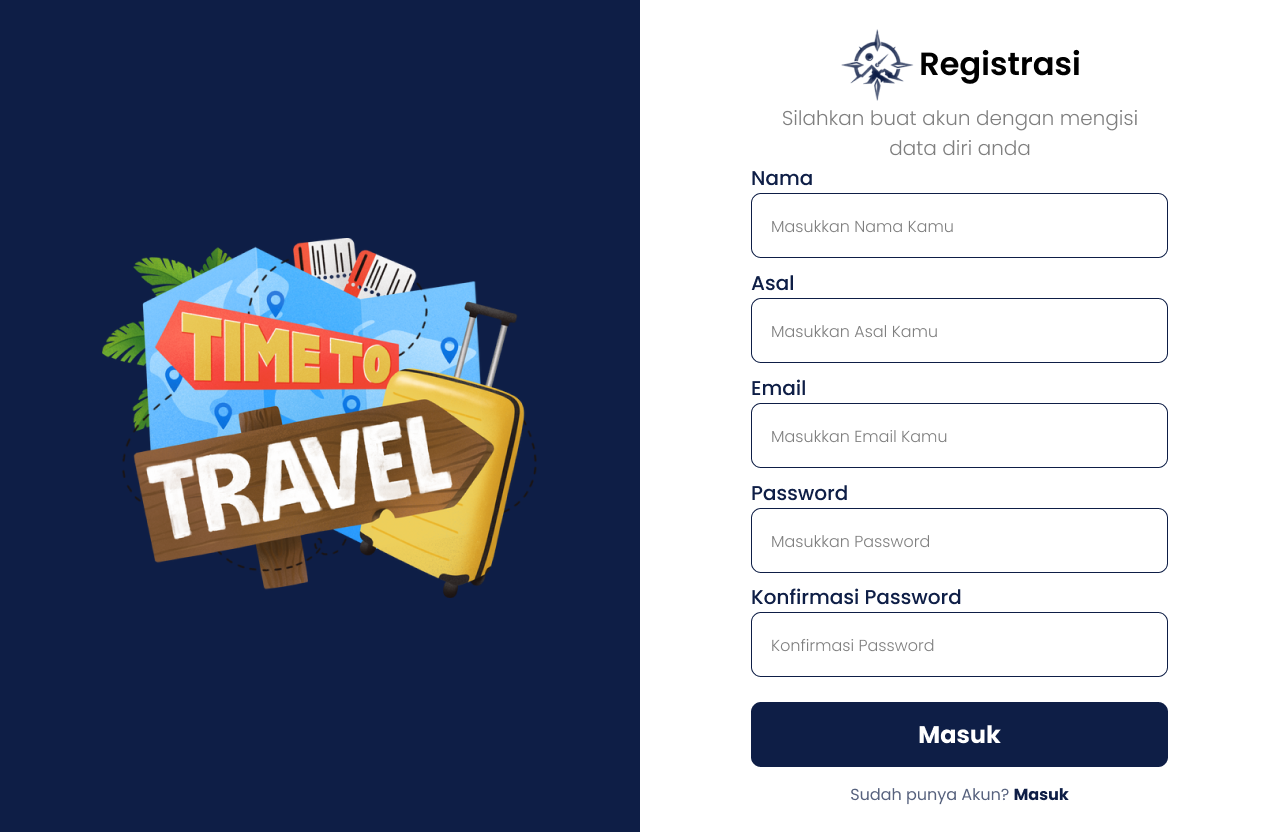 TIME TO
TRAVEL
Registrasi
Silahkan buat akun dengan mengisi
data diri anda
Nama
Masukkan Nama Kamu
Asal
Masukkan Asal Kamu
Email
Masukkan Email Kamu
Password
Masukkan Password
Konfirmasi Password
Konfirmasi Password
Masuk
Sudah punya Akun? Masuk